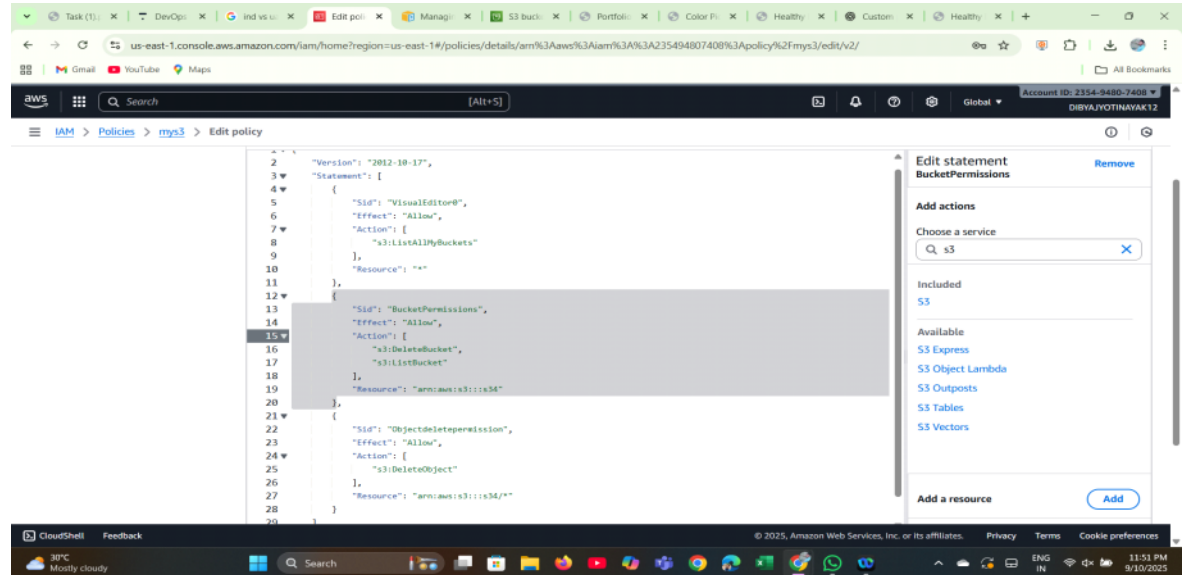 Task (1).
DevOps
ind vs u
Edit poli
Managi
S3 buck
Portfolio
Color Pi
Healthy
Custom
Healthy
us-east-1.console.aws.amazon.com/iam/home?region=us-east-1#/policies/details/arn%3Aaws%3Aiam%3A%3A235494807408%3Apolicy%2Fmys3/edit/v2/
Gmail YouTube Maps All Bookmarks
aws Search [Alt+S] Global Account ID: 2354-9480-7408
DIBYAJYOTINAYAK12
IAM > Policies > mys3 > Edit policy
1 {
2 "Version": "2012-10-17",
3 "Statement": [
4 {
5 "Sid": "VisualEditor0",
6 "Effect": "Allow",
7 "Action": [
8 "s3:ListAllMyBuckets"
9 ],
10 "Resource": "*"
11 },
12 {
13 "Sid": "BucketPermissions",
14 "Effect": "Allow",
15 "Action": [
16 "s3:DeleteBucket",
17 "s3:ListBucket"
18 ],
19 "Resource": "arn:aws:s3:::s34"
20 },
21 {
22 "Sid": "Objectdeletepermission",
23 "Effect": "Allow",
24 "Action": [
25 "s3:DeleteObject"
26 ],
27 "Resource": "arn:aws:s3:::s34/*"
28 }
29 ]
Edit statement Remove
BucketPermissions
Add actions
Choose a service
s3
Included
S3
Available
S3 Express
S3 Object Lambda
S3 Outposts
S3 Tables
S3 Vectors
Add a resource Add
CloudShell Feedback © 2025, Amazon Web Services, Inc. or its affiliates. Privacy Terms Cookie preferences
30°C
Mostly cloudy
Search
ENG
IN
11:51 PM
9/10/2025